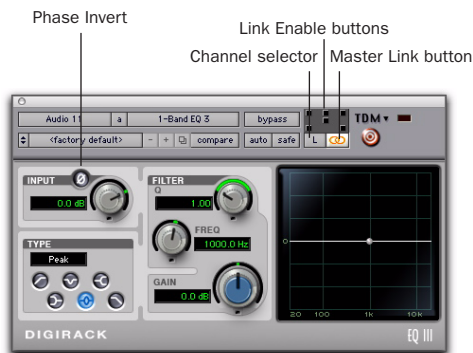 Phase Invert
Link Enable buttons
Channel selector
Master Link button
Audio 11
a
1-Band EQ 3
bypass
TDM
<factory default>
- + compare
auto safe
L
INPUT
Ø
0.0 dB
FILTER
Q
1.00
FREQ
1000.0 Hz
TYPE
Peak
GAIN
0.0 dB
0
20 100 1k 10k
DIGIRACK
EQ III